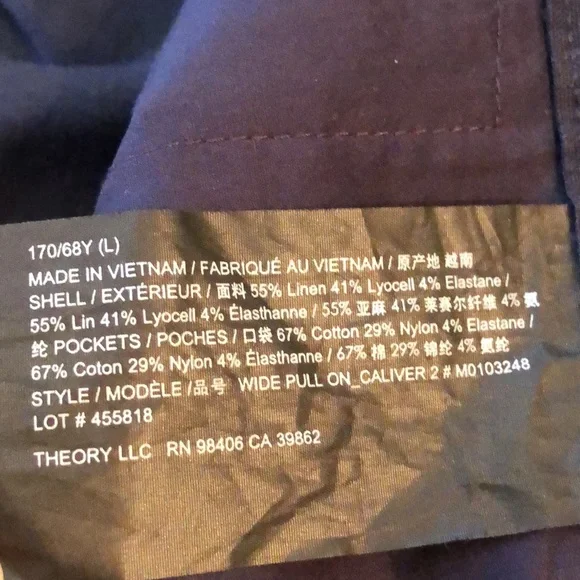 170/68Y (L)
MADE IN VIETNAM / FABRIQUÉ AU VIETNAM / 原产地 越南
SHELL / EXTÉRIEUR / 面料 55% Linen 41% Lyocell 4% Elastane /
55% Lin 41% Lyocell 4% Élasthanne / 55% 亚麻 41% 莱赛尔纤维 4% 氨
纶 POCKETS / POCHES / 口袋 67% Cotton 29% Nylon 4% Elastane /
67% Coton 29% Nylon 4% Élasthanne / 67% 棉 29% 锦纶 4% 氨纶
STYLE / MODÈLE /品号 WIDE PULL ON_CALIVER 2 # M0103248
LOT # 455818
THEORY LLC RN 98406 CA 39862